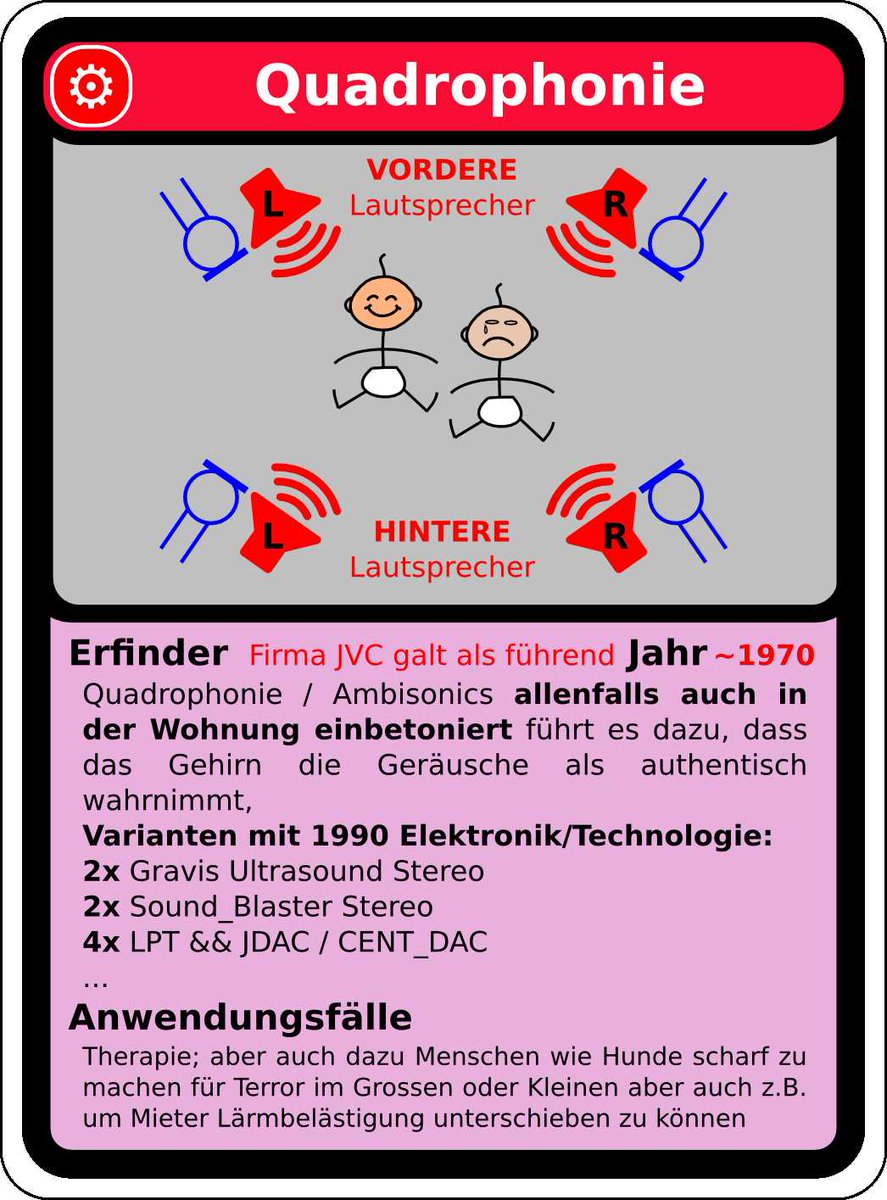 Quadrophonie
VORDERE
Lautsprecher
L
R
L
R
HINTERE
Lautsprecher
Erfinder Firma JVC galt als führend Jahr ~1970
Quadrophonie / Ambisonics allenfalls auch in
der Wohnung einbetoniert führt es dazu, dass
das Gehirn die Geräusche als authentisch
wahrnimmt,
Varianten mit 1990 Elektronik/Technologie:
2x Gravis Ultrasound Stereo
2x Sound_Blaster Stereo
4x LPT && JDAC / CENT_DAC
...
Anwendungsfälle
Therapie; aber auch dazu Menschen wie Hunde scharf zu
machen für Terror im Grossen oder Kleinen aber auch z.B.
um Mieter Lärmbelästigung unterschieben zu können